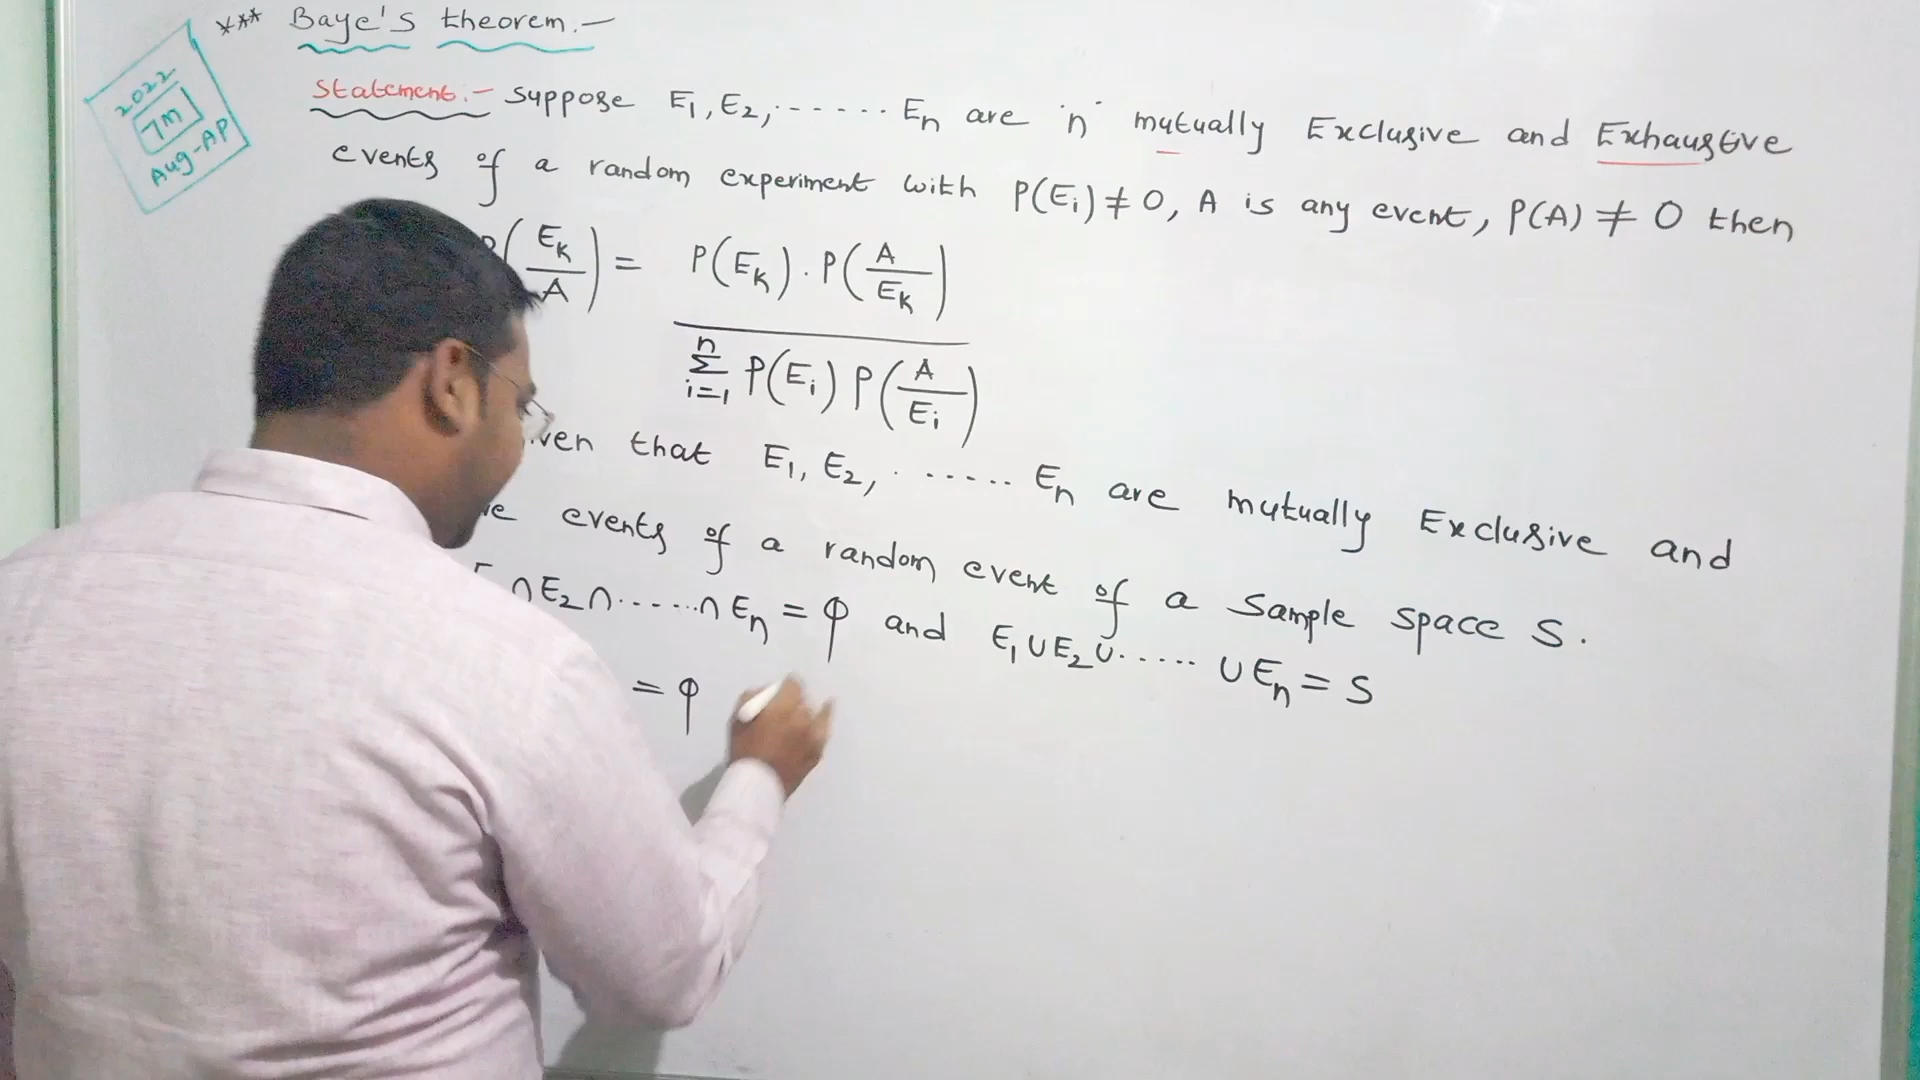 *** Baye's theorem :-
2022
7m
Aug-AP
Statement :- Suppose E₁, E₂, ....... Eₙ are 'n' mutually Exclusive and Exhaustive
events of a random experiment with P(Eᵢ) ≠ 0, A is any event, P(A) ≠ 0 then
P(Eₖ/A) = P(Eₖ) . P(A/Eₖ)
n
Σ P(Eᵢ) P(A/Eᵢ)
i=1
that E₁, E₂, ....... Eₙ are mutually Exclusive and
events of a random event of a Sample space S.
∩ E₂ ∩ ....... ∩ Eₙ = φ and E₁ ∪ E₂ ∪ ....... ∪ Eₙ = S
= φ